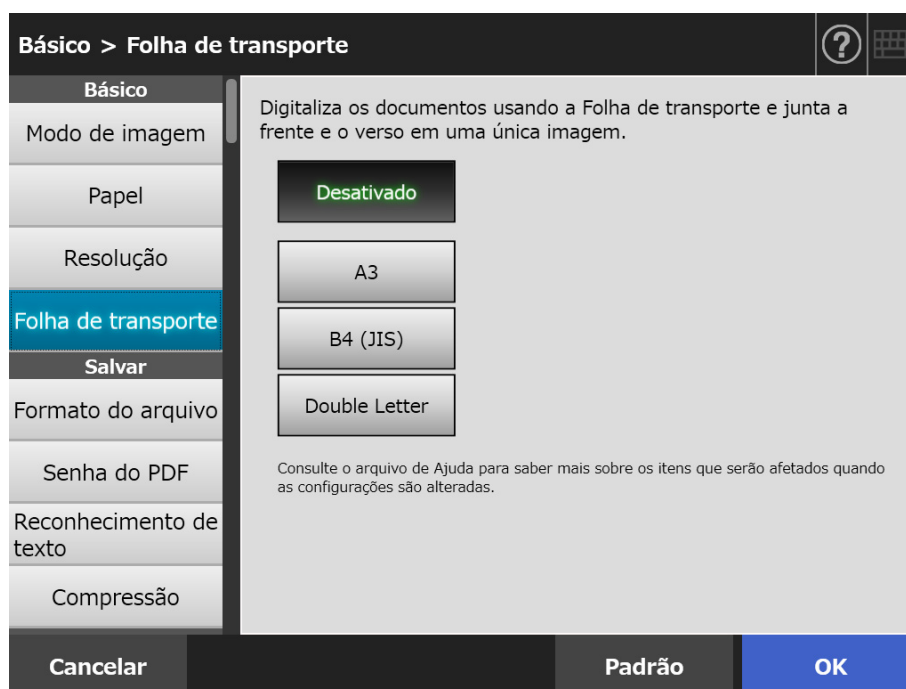 Básico > Folha de transporte
?
Básico
Modo de imagem
Papel
Resolução
Folha de transporte
Salvar
Formato do arquivo
Senha do PDF
Reconhecimento de
texto
Compressão
Digitaliza os documentos usando a Folha de transporte e junta a
frente e o verso em uma única imagem.
Desativado
A3
B4 (JIS)
Double Letter
Consulte o arquivo de Ajuda para saber mais sobre os itens que serão afetados quando
as configurações são alteradas.
Cancelar
Padrão
OK